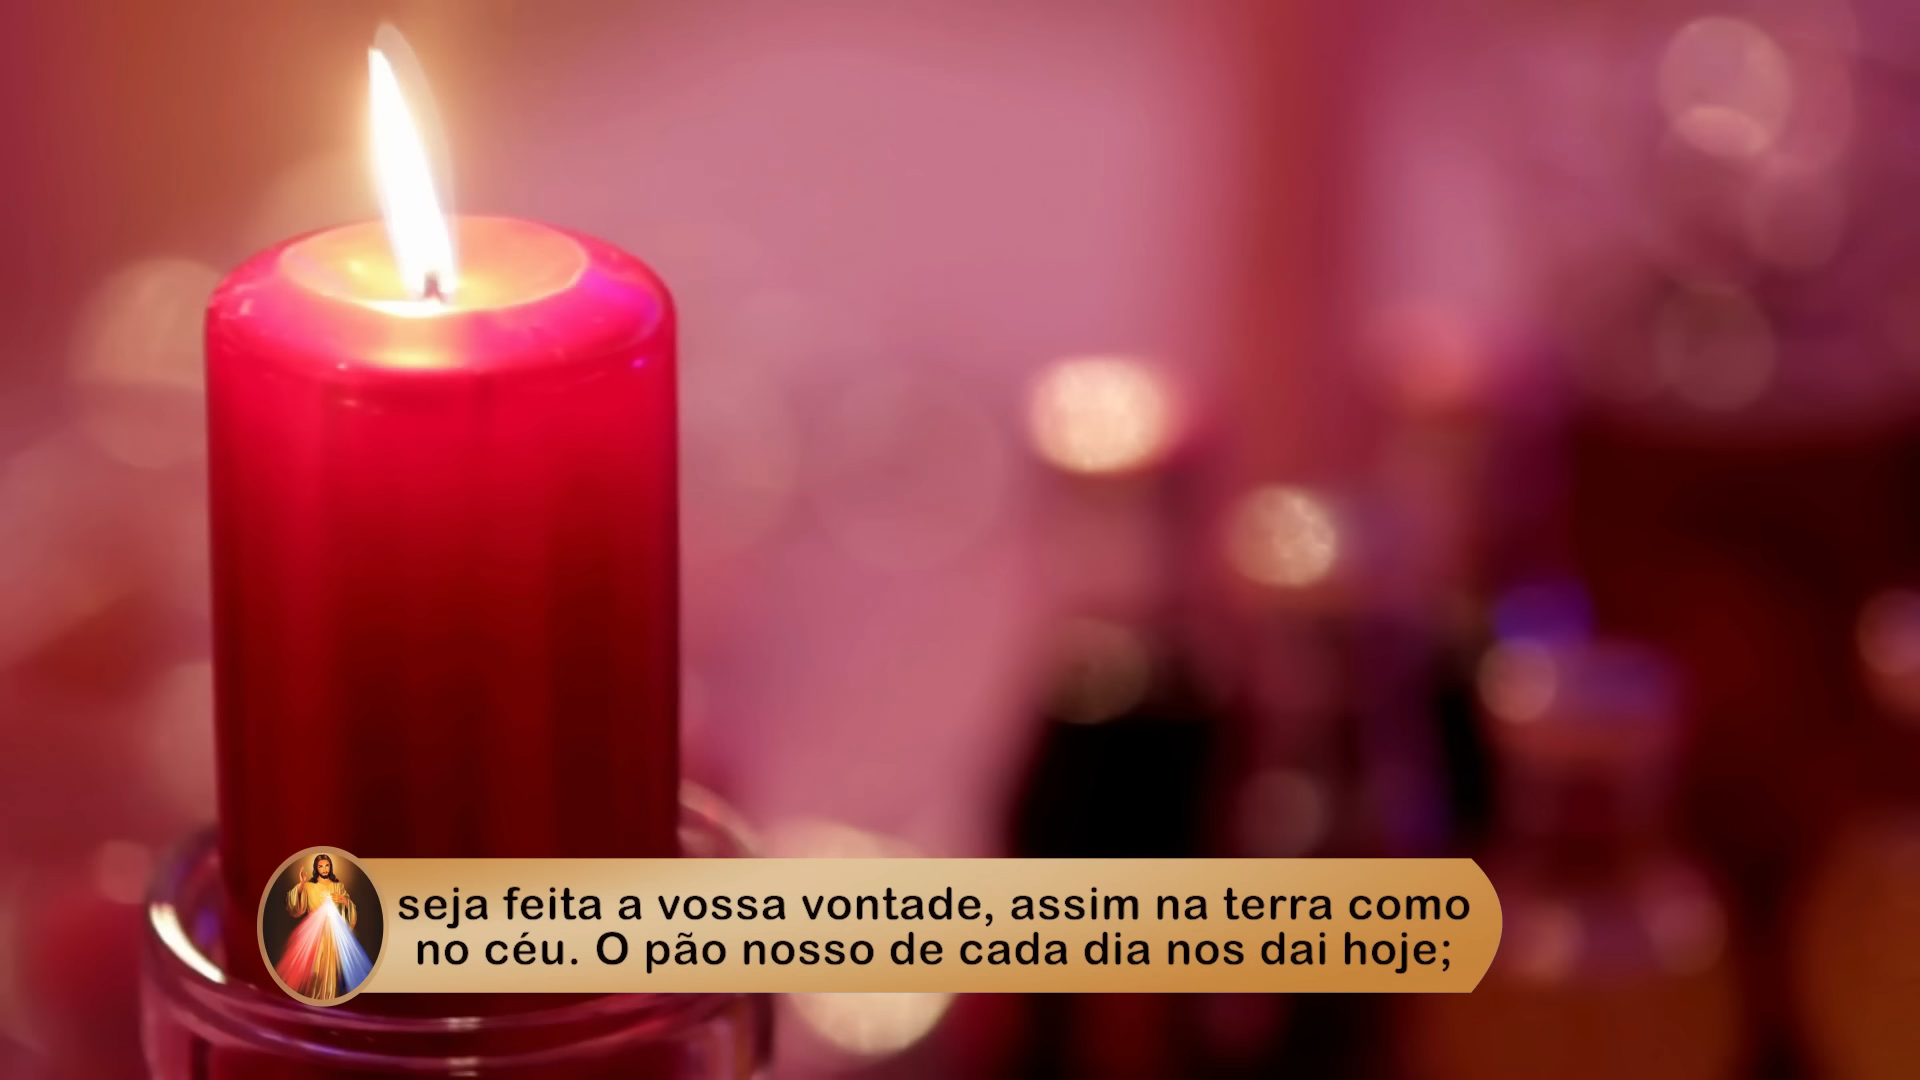 seja feita a vossa vontade, assim na terra como
no céu. O pão nosso de cada dia nos dai hoje;